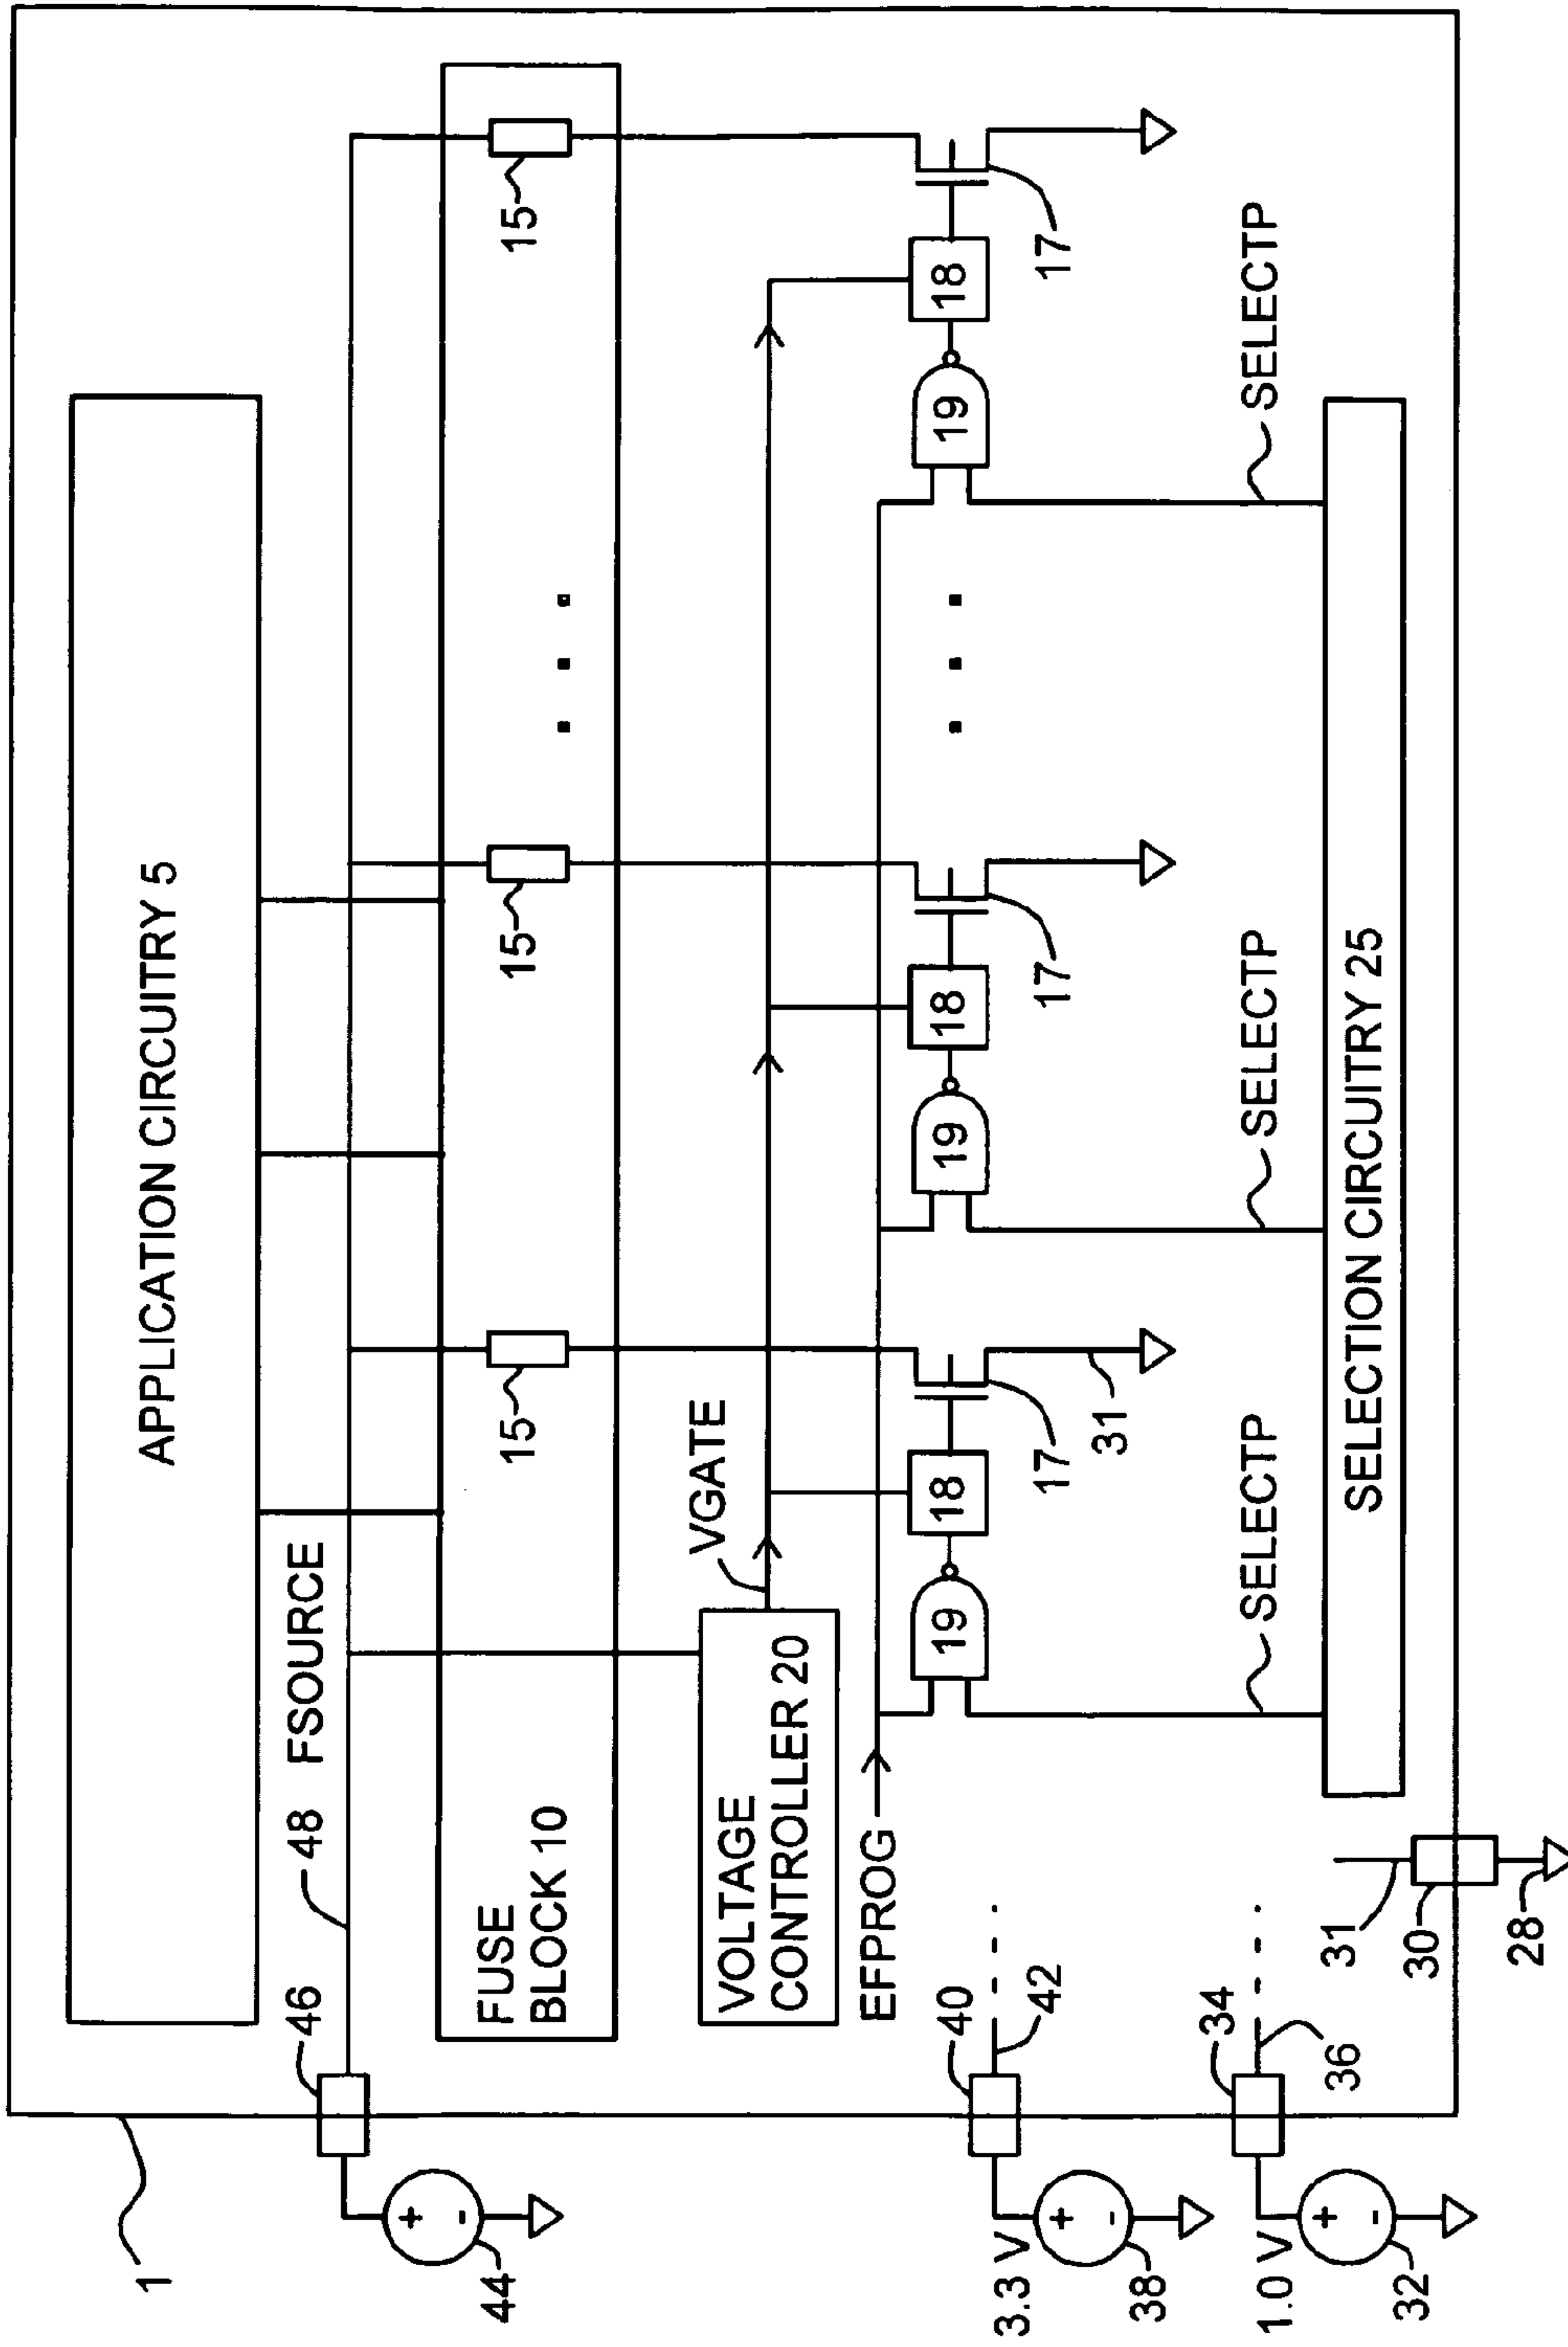 1
APPLICATION CIRCUITRY 5
46
48
FSOURCE
44
FUSE
BLOCK 10
15
15
15
VOLTAGE
CONTROLLER 20
VGATE
EFPROG
19
18
19
18
19
18
17
17
17
31
40
42
3.3 V
38
SELECTP
SELECTP
SELECTP
34
36
1.0 V
32
SELECTION CIRCUITRY 25
31
30
28